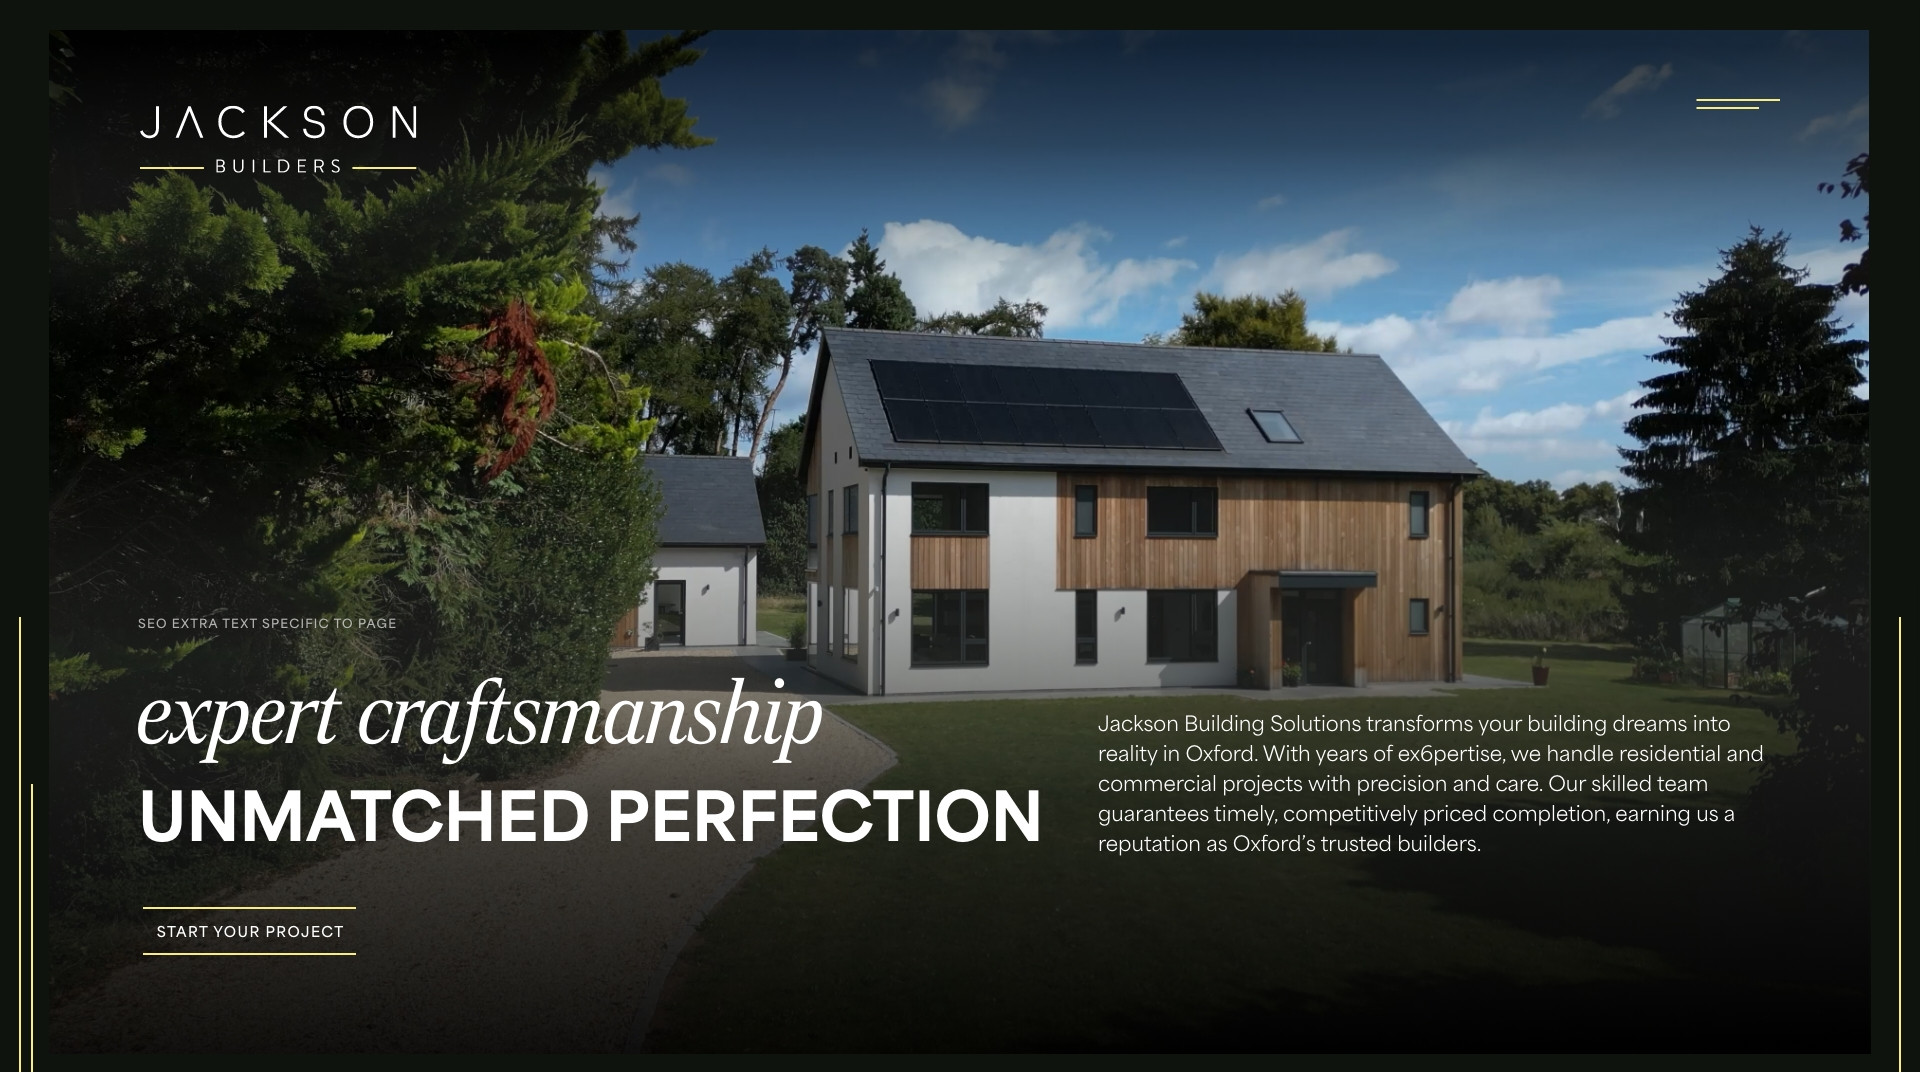 JACKSON
BUILDERS
SEO EXTRA TEXT SPECIFIC TO PAGE
expert craftsmanship
UNMATCHED PERFECTION
Jackson Building Solutions transforms your building dreams into
reality in Oxford. With years of ex6pertise, we handle residential and
commercial projects with precision and care. Our skilled team
guarantees timely, competitively priced completion, earning us a
reputation as Oxford’s trusted builders.
START YOUR PROJECT